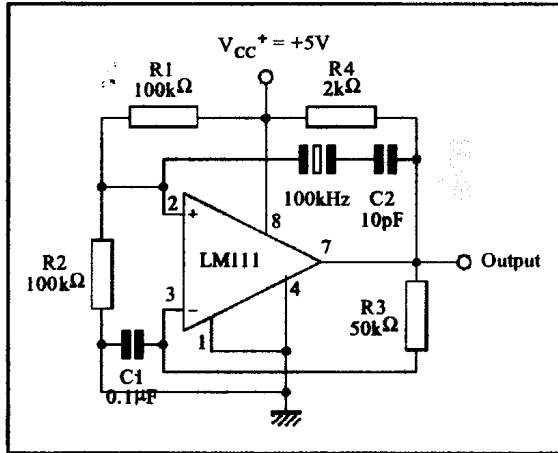 V_CC⁺ = +5V
R1
100kΩ
R4
2kΩ
100kHz
C2
10pF
2
+
8
LM111
7
Output
R2
100kΩ
3
−
4
1
R3
50kΩ
C1
0.1µF